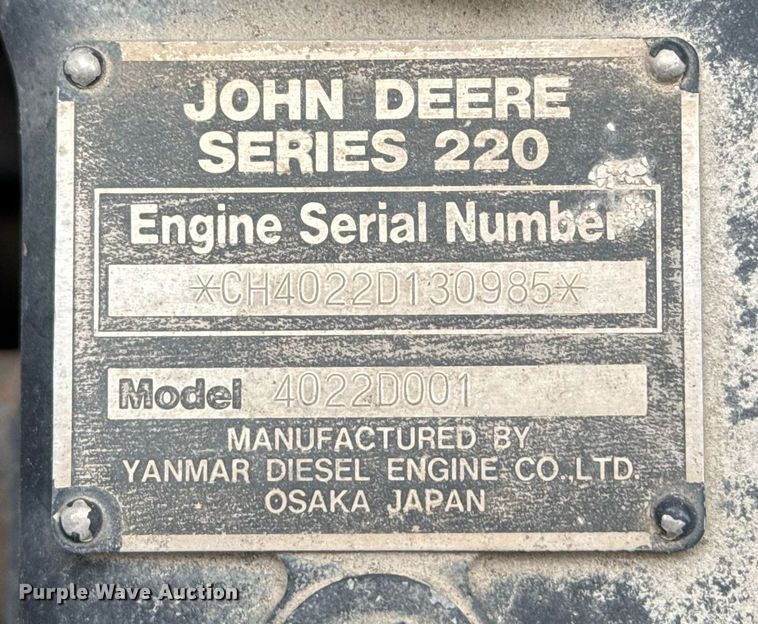 JOHN DEERE
SERIES 220
Engine Serial Number
*CH4022D130985*
Model 4022D001
MANUFACTURED BY
YANMAR DIESEL ENGINE CO.,LTD.
OSAKA JAPAN
Purple Wave Auction